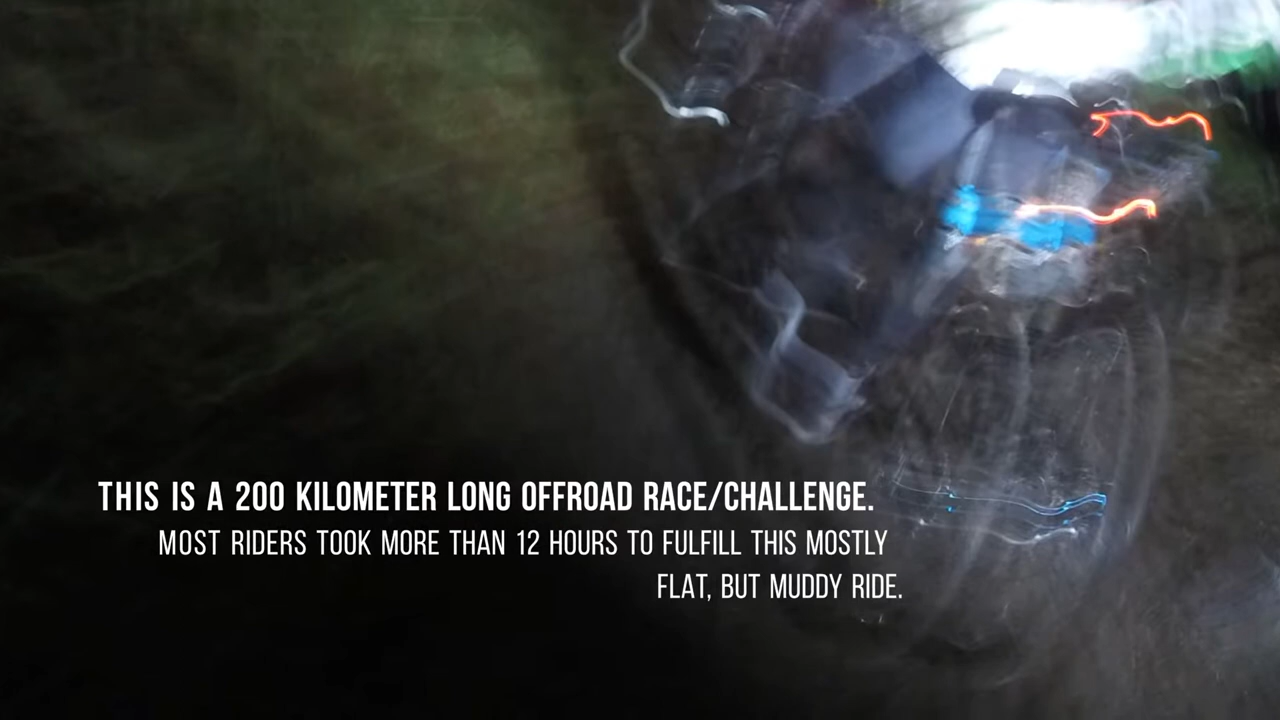 THIS IS A 200 KILOMETER LONG OFFROAD RACE/CHALLENGE.
MOST RIDERS TOOK MORE THAN 12 HOURS TO FULFILL THIS MOSTLY
FLAT, BUT MUDDY RIDE.